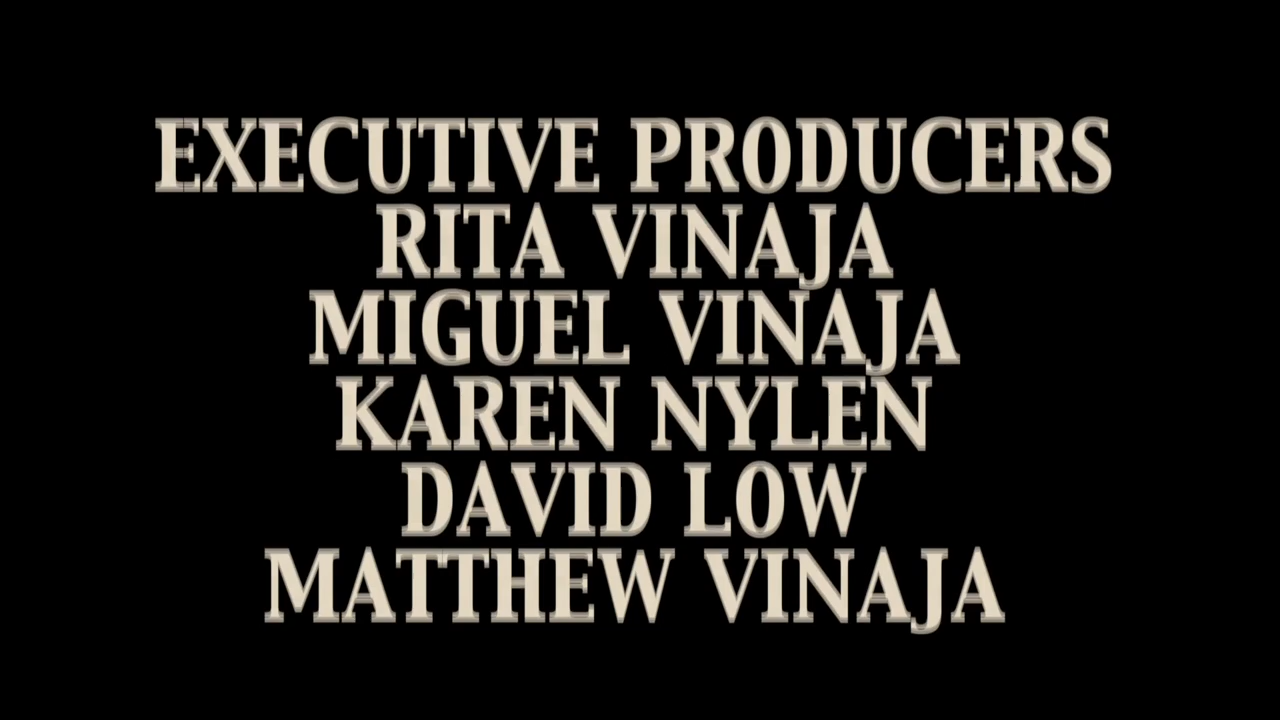 EXECUTIVE PRODUCERS
RITA VINAJA
MIGUEL VINAJA
KAREN NYLEN
DAVID LOW
MATTHEW VINAJA